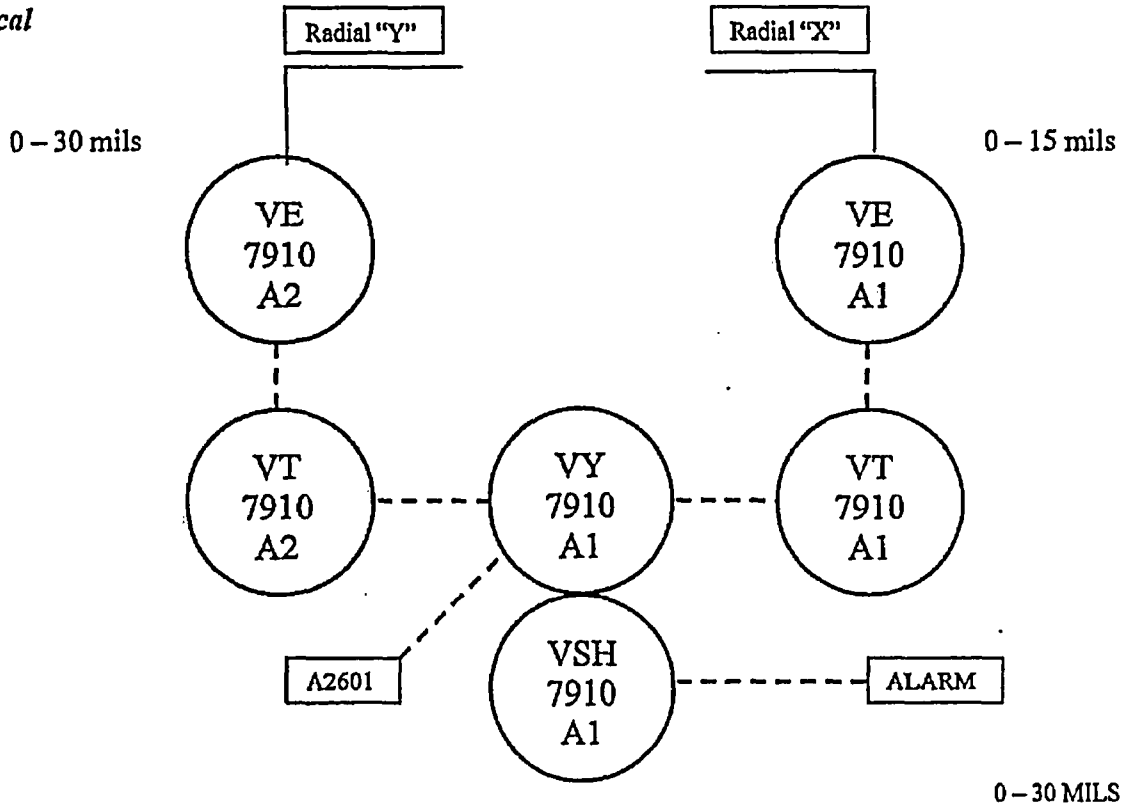 cal
Radial "Y"
Radial "X"
0 – 30 mils
0 – 15 mils
VE
7910
A2
VE
7910
A1
VT
7910
A2
VY
7910
A1
VT
7910
A1
A2601
VSH
7910
A1
ALARM
0 – 30 MILS